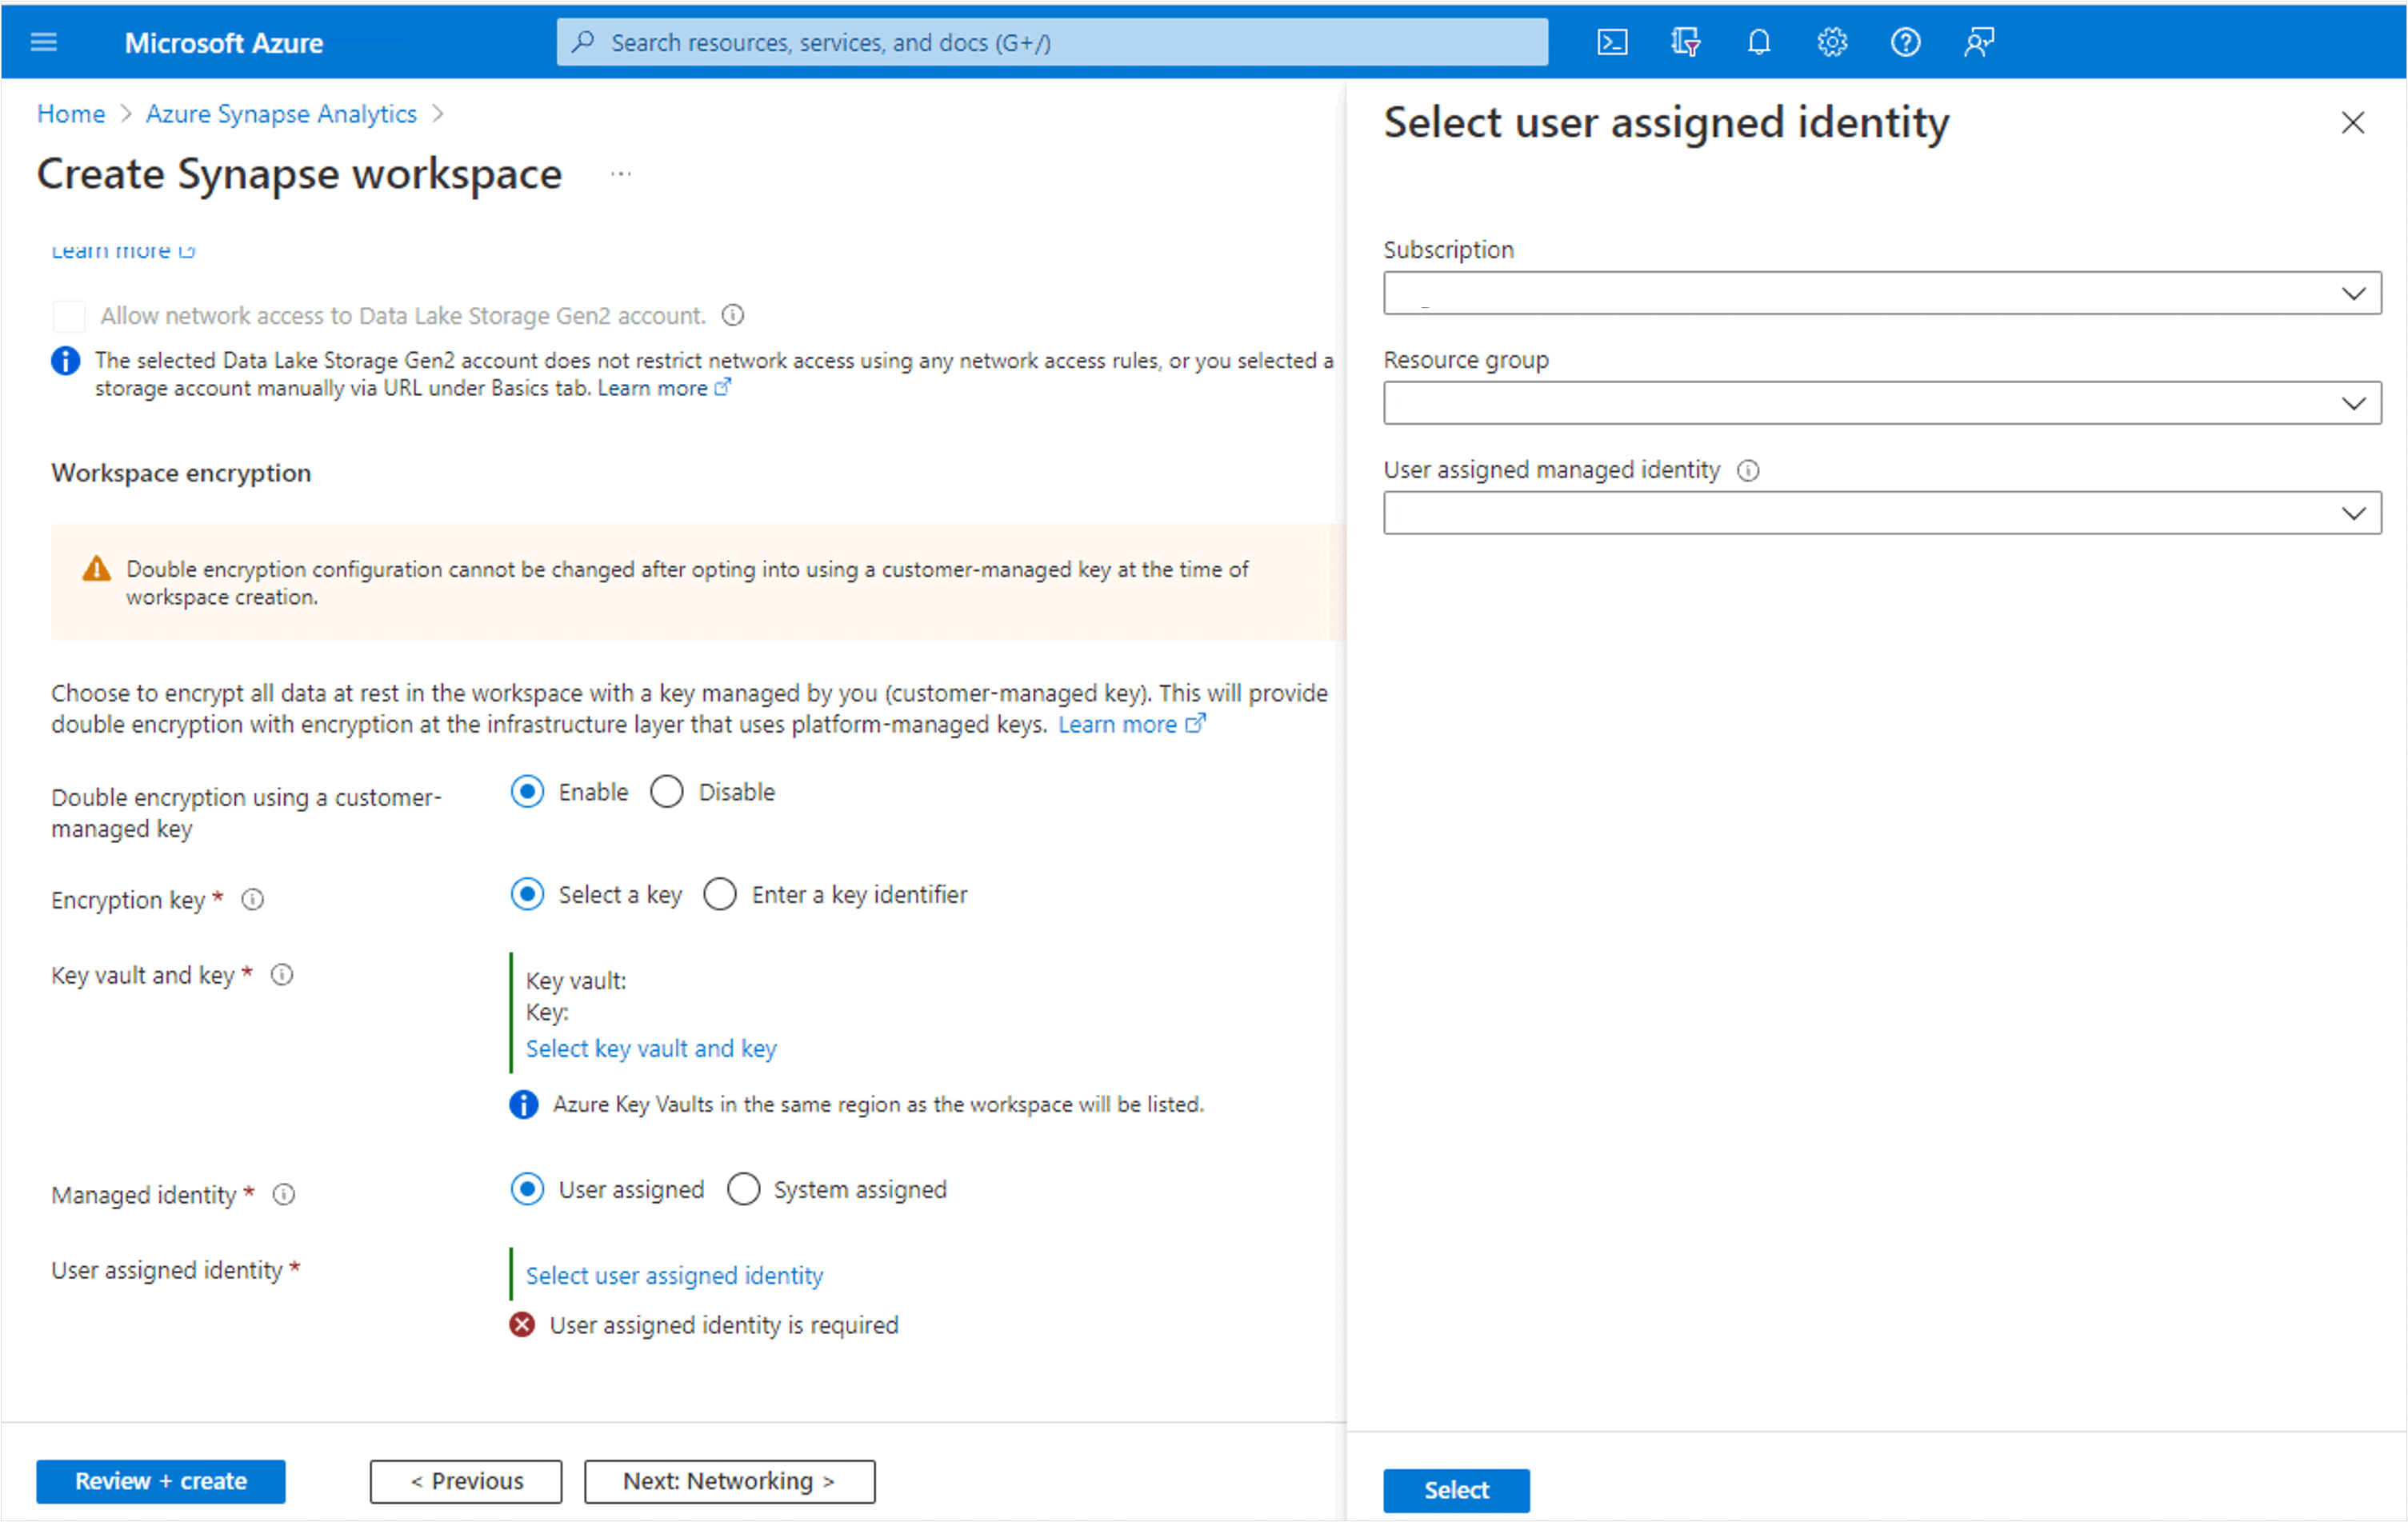 Microsoft Azure
Search resources, services, and docs (G+/)
Home > Azure Synapse Analytics >
Create Synapse workspace ...
Learn more
Allow network access to Data Lake Storage Gen2 account.
The selected Data Lake Storage Gen2 account does not restrict network access using any network access rules, or you selected a
storage account manually via URL under Basics tab. Learn more
Workspace encryption
Double encryption configuration cannot be changed after opting into using a customer-managed key at the time of
workspace creation.
Choose to encrypt all data at rest in the workspace with a key managed by you (customer-managed key). This will provide
double encryption with encryption at the infrastructure layer that uses platform-managed keys. Learn more
Double encryption using a customer-
managed key
Enable Disable
Encryption key *
Select a key Enter a key identifier
Key vault and key *
Key vault:
Key:
Select key vault and key
Azure Key Vaults in the same region as the workspace will be listed.
Managed identity *
User assigned System assigned
User assigned identity *
Select user assigned identity
User assigned identity is required
Review + create
< Previous
Next: Networking >
Select user assigned identity
Subscription
Resource group
User assigned managed identity
Select